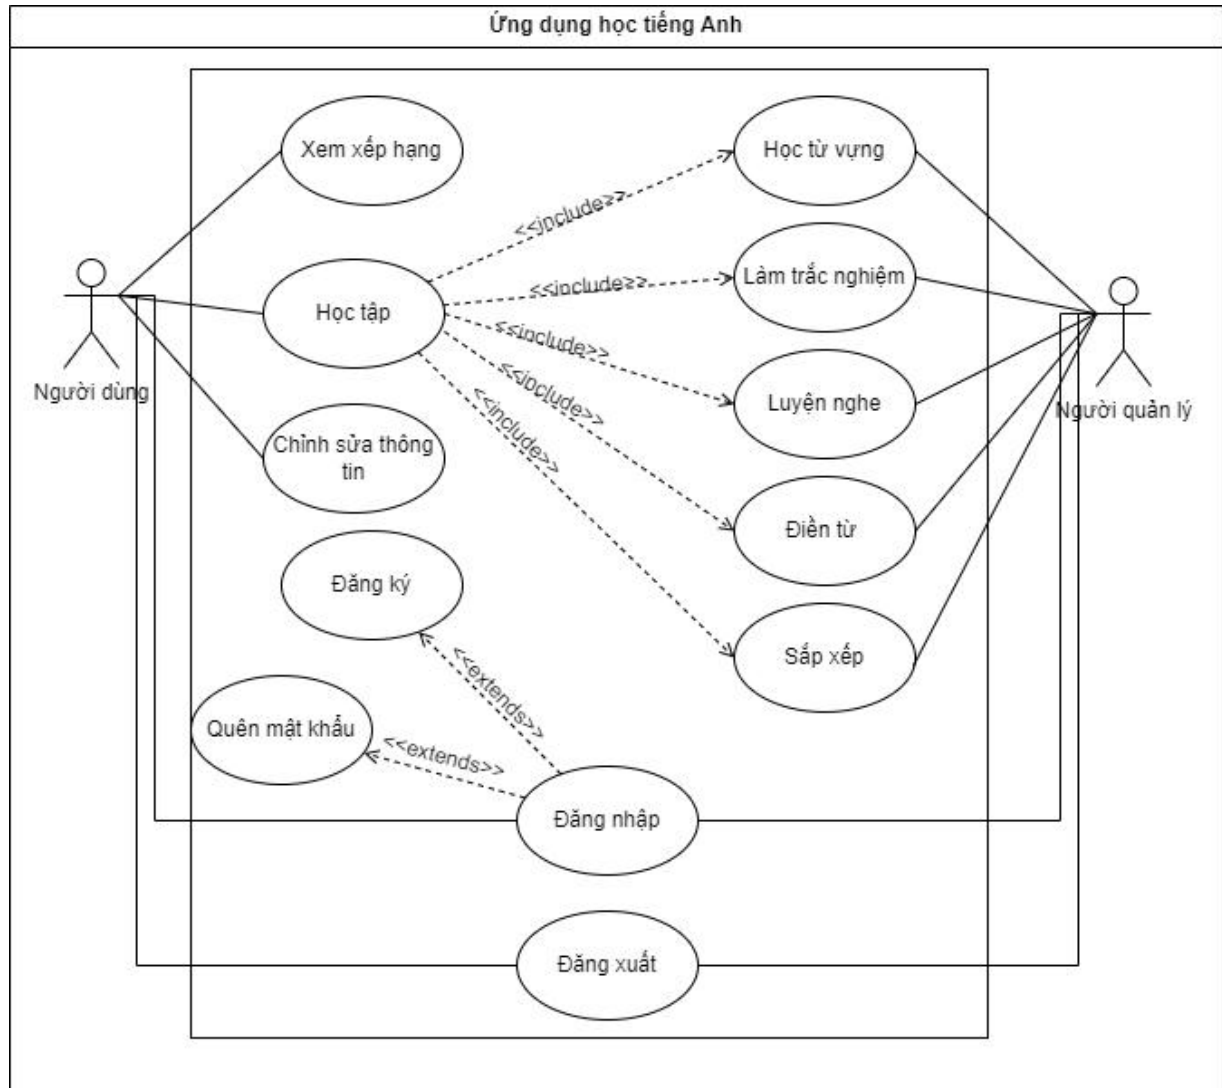 Ứng dụng học tiếng Anh
Xem xếp hạng
Học từ vựng
<<include>>
Làm trắc nghiệm
<<include>>
Học tập
<<include>>
Người dùng
<<include>>
<<include>>
Luyện nghe
Người quản lý
Chỉnh sửa thông
tin
Điền từ
Đăng ký
Sắp xếp
<<extends>>
Quên mật khẩu
<<extends>>
Đăng nhập
Đăng xuất